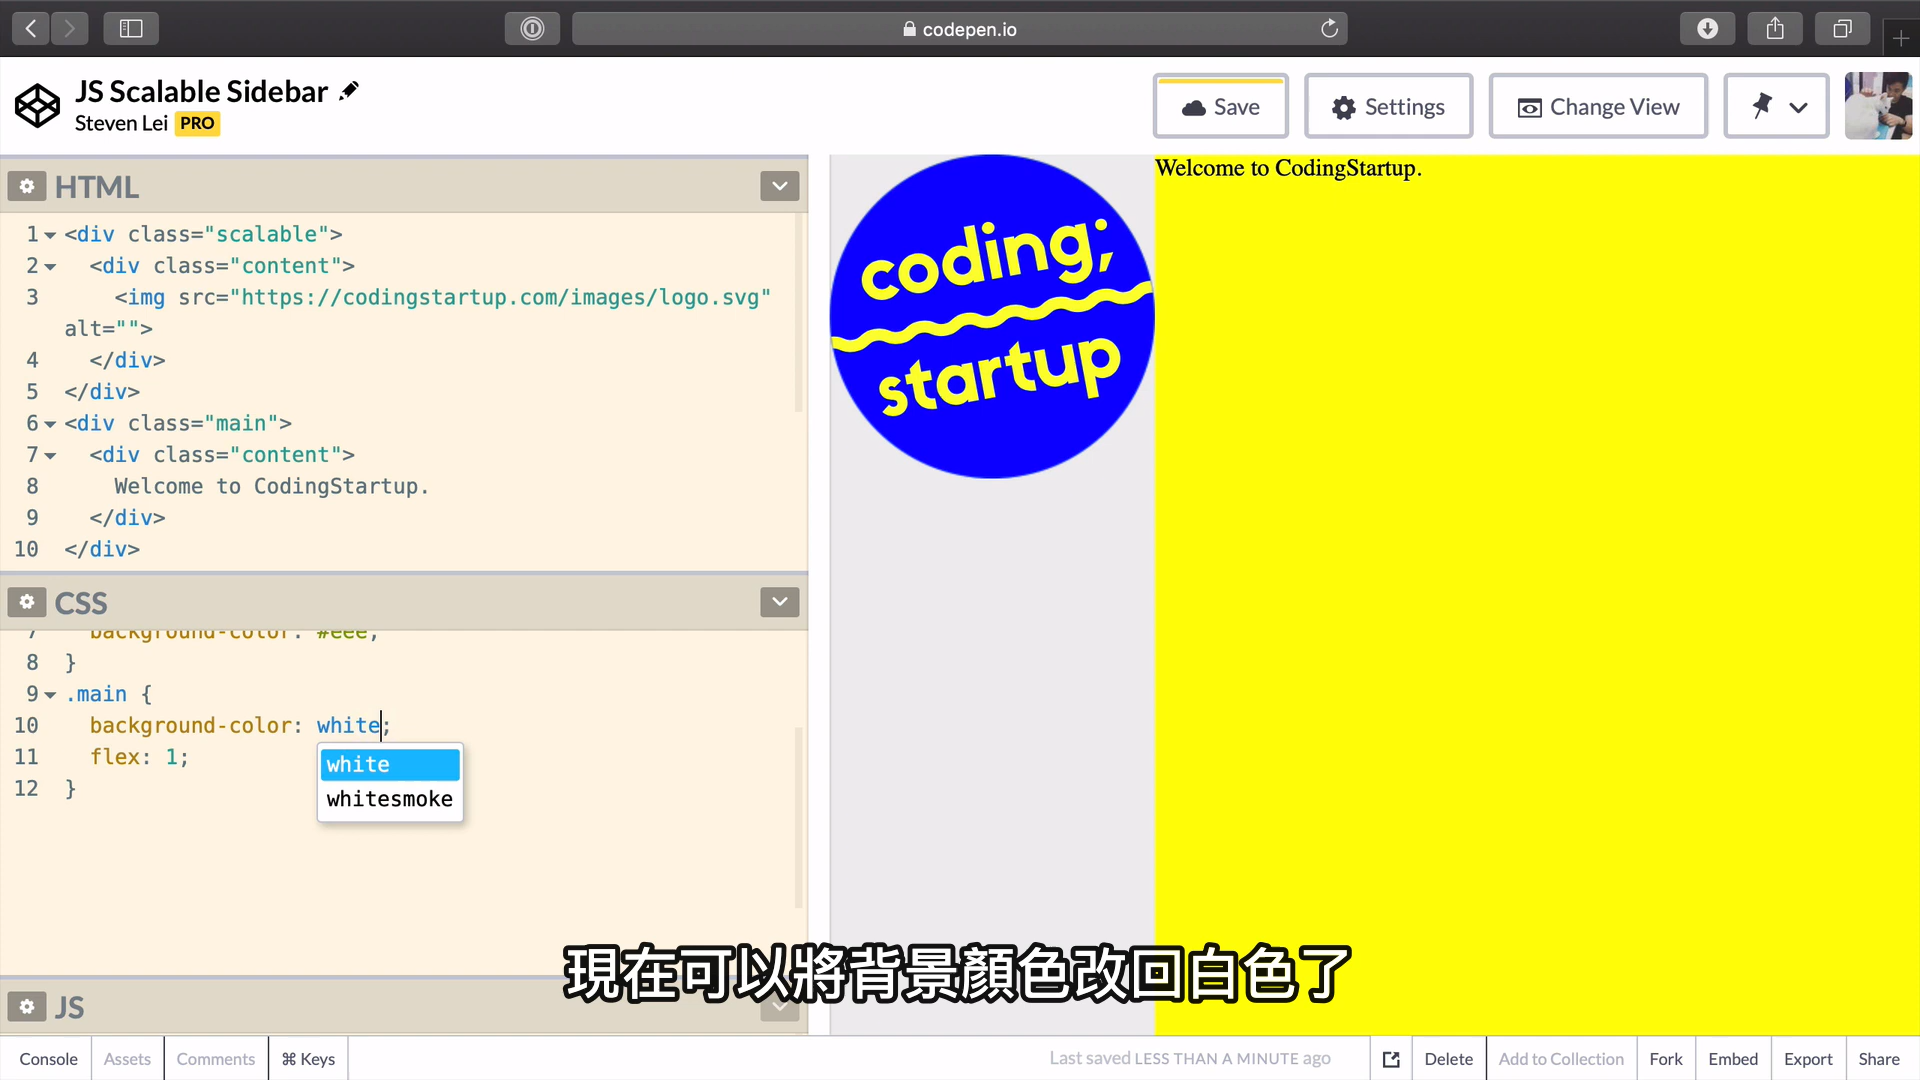 codepen.io
JS Scalable Sidebar
Steven Lei PRO
Save
Settings
Change View
HTML
1 <div class="scalable">
2 <div class="content">
3 <img src="https://codingstartup.com/images/logo.svg"
alt="">
4 </div>
5 </div>
6 <div class="main">
7 <div class="content">
8 Welcome to CodingStartup.
9 </div>
10 </div>
CSS
7 background-color: #eee;
8 }
9 .main {
10 background-color: white;
11 flex: 1;
12 }
white
whitesmoke
JS
coding;
startup
Welcome to CodingStartup.
現在可以將背景顏色改回白色了
Console Assets Comments ⌘ Keys Last saved LESS THAN A MINUTE ago Delete Add to Collection Fork Embed Export Share